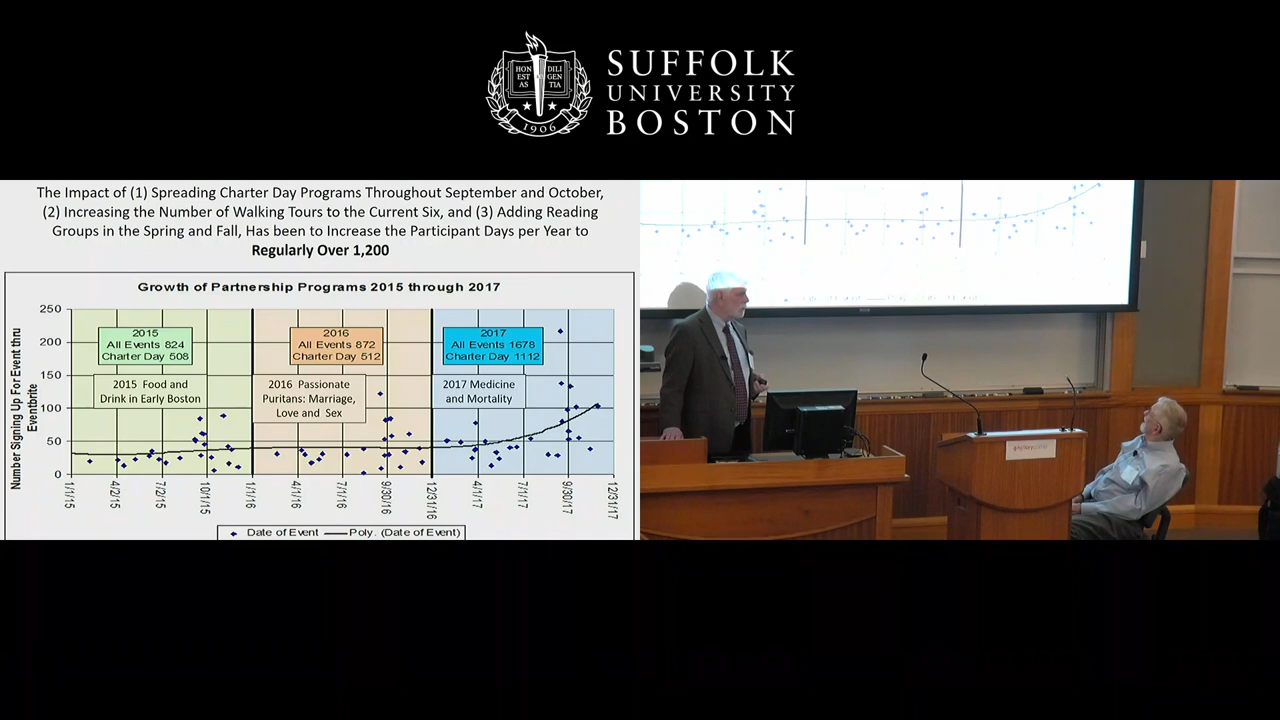 HON EST AS DILI GEN TIA
1906
SUFFOLK
UNIVERSITY
BOSTON
The Impact of (1) Spreading Charter Day Programs Throughout September and October,
(2) Increasing the Number of Walking Tours to the Current Six, and (3) Adding Reading
Groups in the Spring and Fall, Has been to Increase the Participant Days per Year to
Regularly Over 1,200
Growth of Partnership Programs 2015 through 2017
Number Signing Up For Event thru
Eventbrite
250
200
150
100
50
0
2015
All Events 824
Charter Day 508
2016
All Events 872
Charter Day 512
2017
All Events 1678
Charter Day 1112
2015 Food and
Drink in Early Boston
2016 Passionate
Puritans: Marriage,
Love and Sex
2017 Medicine
and Mortality
1/1/15
4/2/15
7/2/15
10/1/15
1/1/16
4/1/16
7/1/16
9/30/16
12/31/16
4/1/17
7/1/17
9/30/17
12/31/17
Date of Event
Poly. (Date of Event)